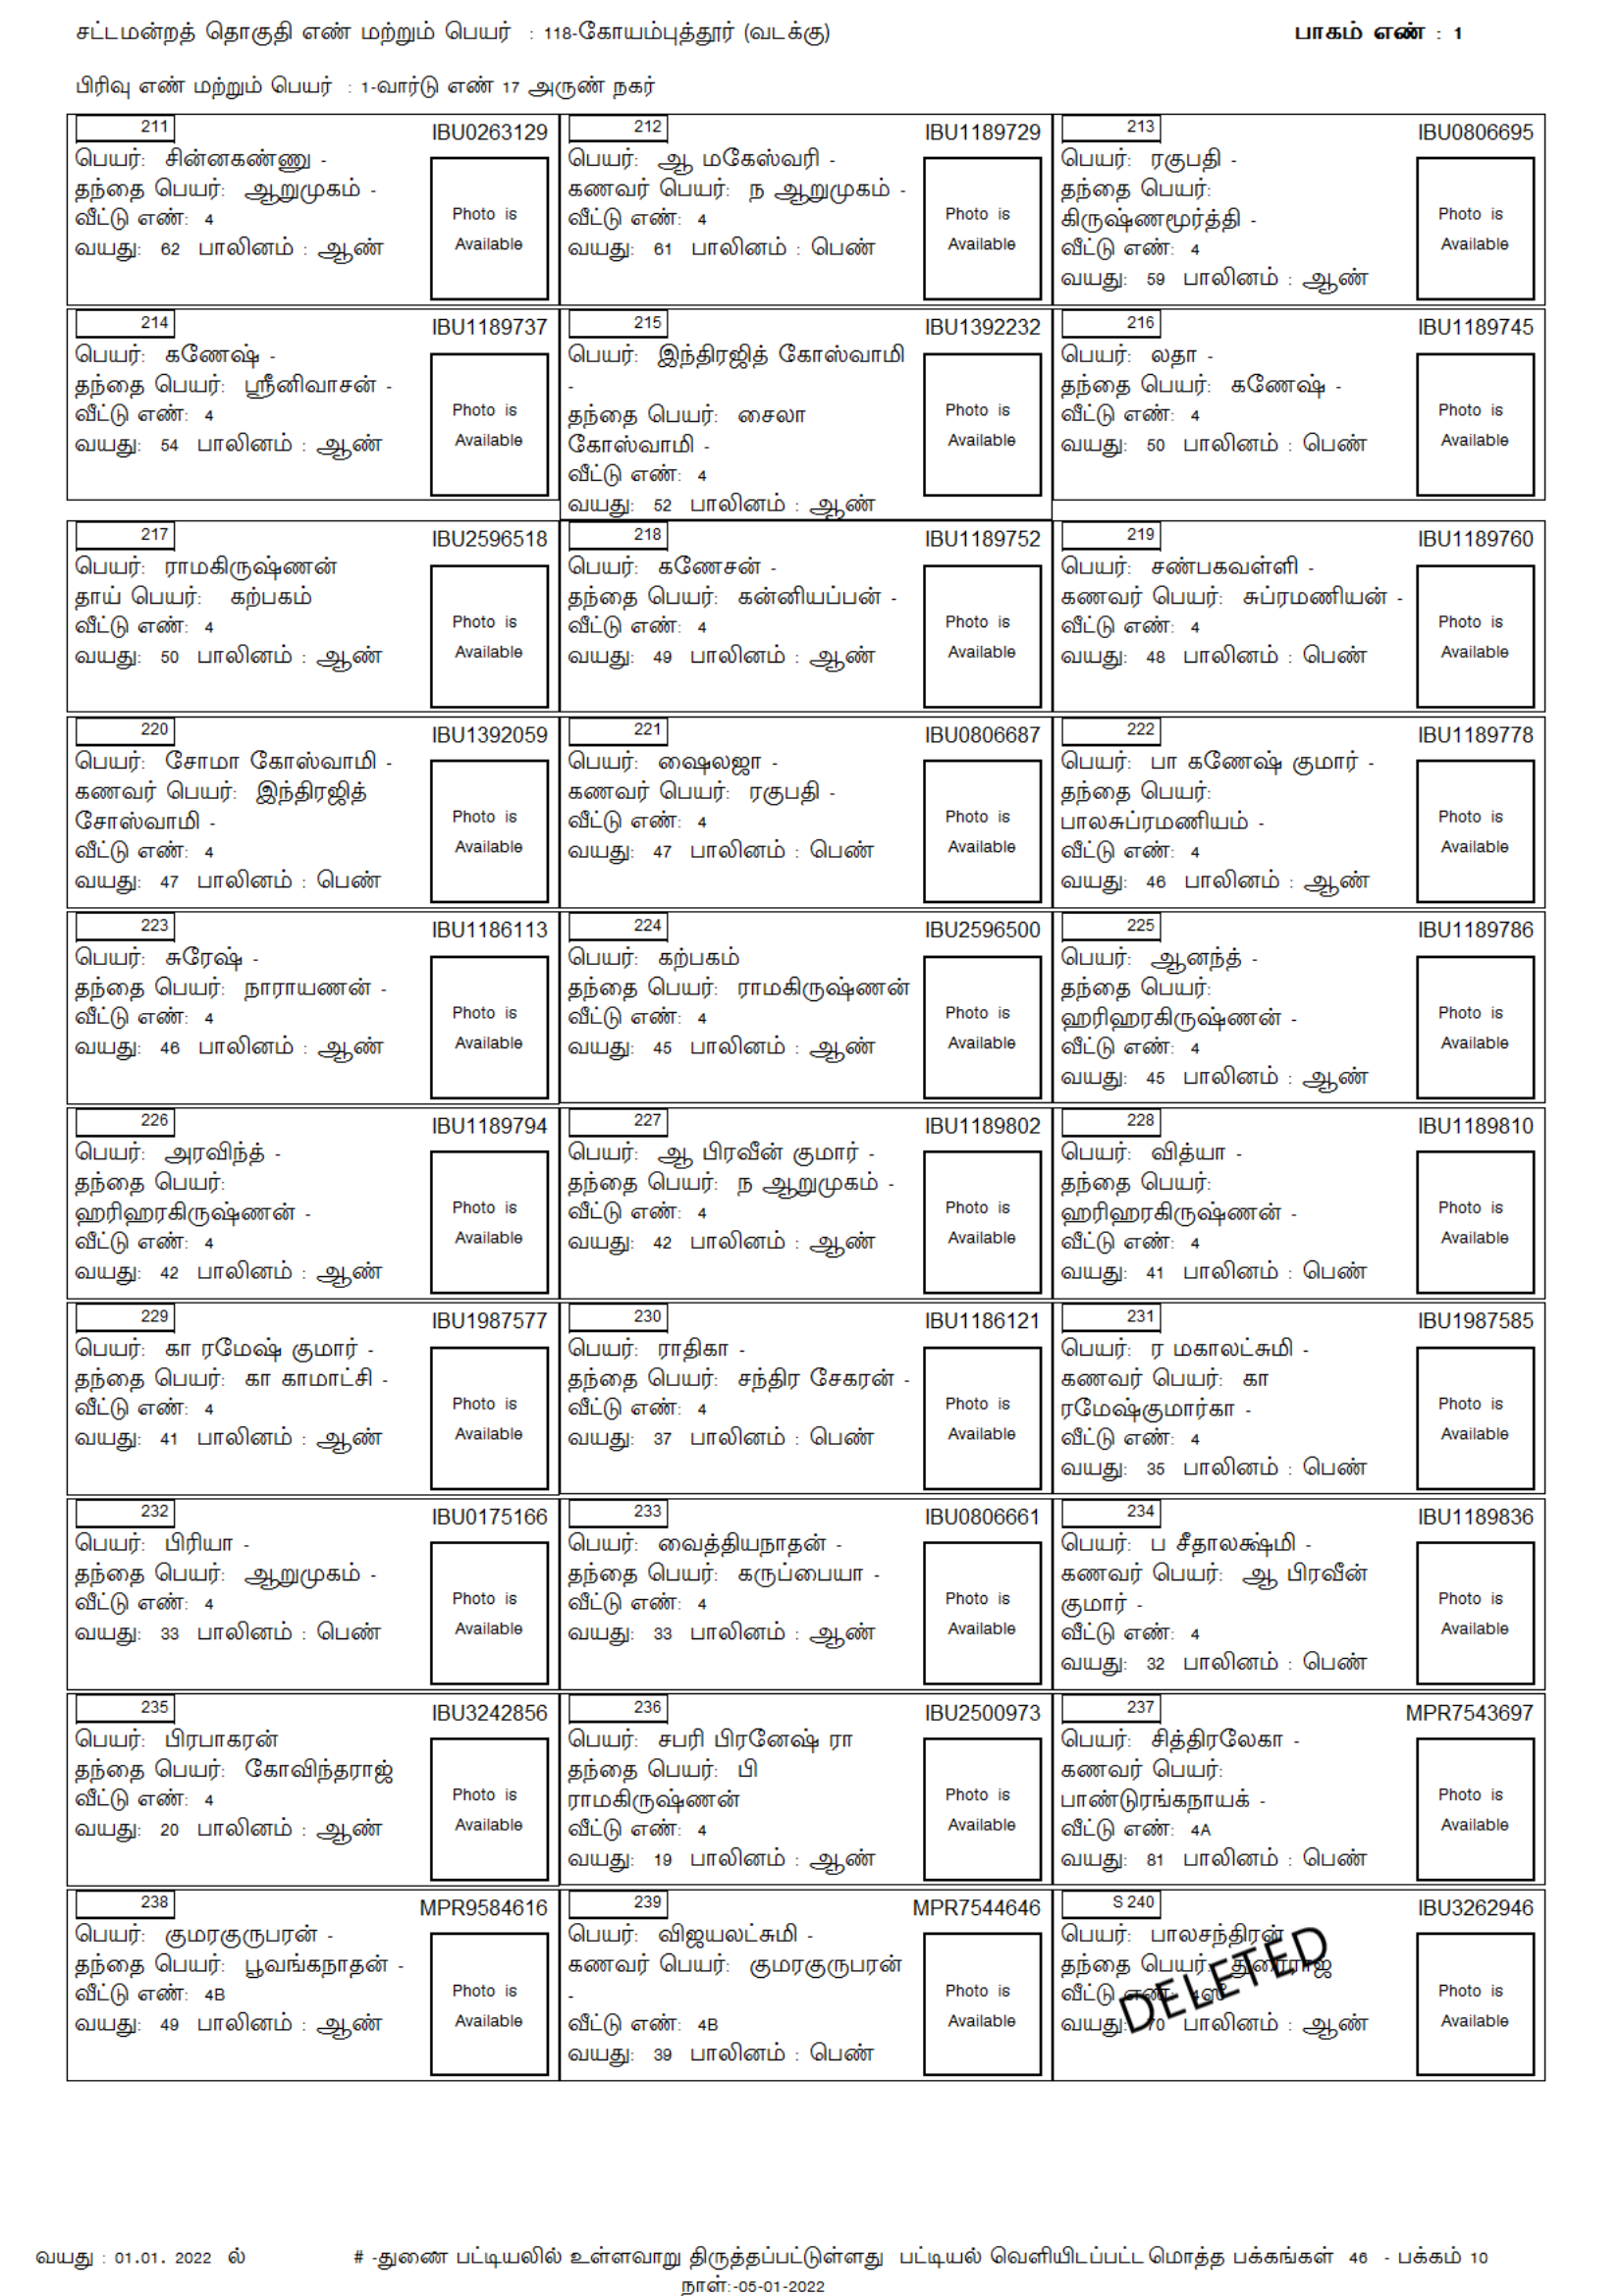 சட்டமன்றத் தொகுதி எண் மற்றும் பெயர் : 118-கோயம்புத்தூர் (வடக்கு)
பாகம் எண் : 1
பிரிவு எண் மற்றும் பெயர் : 1-வார்டு எண் 17 அருண் நகர்
211 IBU0263129
பெயர்: சின்னகண்ணு -
தந்தை பெயர்: ஆறுமுகம் -
வீட்டு எண்: 4
வயது: 62 பாலினம் : ஆண்
Photo is
Available
212 IBU1189729
பெயர்: ஆ மகேஸ்வரி -
கணவர் பெயர்: ந ஆறுமுகம் -
வீட்டு எண்: 4
வயது: 61 பாலினம் : பெண்
Photo is
Available
213 IBU0806695
பெயர்: ரகுபதி -
தந்தை பெயர்:
கிருஷ்ணமூர்த்தி -
வீட்டு எண்: 4
வயது: 59 பாலினம் : ஆண்
Photo is
Available
214 IBU1189737
பெயர்: கணேஷ் -
தந்தை பெயர்: ஸ்ரீனிவாசன் -
வீட்டு எண்: 4
வயது: 54 பாலினம் : ஆண்
Photo is
Available
215 IBU1392232
பெயர்: இந்திரஜித் கோஸ்வாமி
-
தந்தை பெயர்: சைலா
கோஸ்வாமி -
வீட்டு எண்: 4
வயது: 52 பாலினம் : ஆண்
Photo is
Available
216 IBU1189745
பெயர்: லதா -
தந்தை பெயர்: கணேஷ் -
வீட்டு எண்: 4
வயது: 50 பாலினம் : பெண்
Photo is
Available
217 IBU2596518
பெயர்: ராமகிருஷ்ணன்
தாய் பெயர்: கற்பகம்
வீட்டு எண்: 4
வயது: 50 பாலினம் : ஆண்
Photo is
Available
218 IBU1189752
பெயர்: கணேசன் -
தந்தை பெயர்: கன்னியப்பன் -
வீட்டு எண்: 4
வயது: 49 பாலினம் : ஆண்
Photo is
Available
219 IBU1189760
பெயர்: சண்பகவள்ளி -
கணவர் பெயர்: சுப்ரமணியன் -
வீட்டு எண்: 4
வயது: 48 பாலினம் : பெண்
Photo is
Available
220 IBU1392059
பெயர்: சோமா கோஸ்வாமி -
கணவர் பெயர்: இந்திரஜித்
சோஸ்வாமி -
வீட்டு எண்: 4
வயது: 47 பாலினம் : பெண்
Photo is
Available
221 IBU0806687
பெயர்: ஷைலஜா -
கணவர் பெயர்: ரகுபதி -
வீட்டு எண்: 4
வயது: 47 பாலினம் : பெண்
Photo is
Available
222 IBU1189778
பெயர்: பா கணேஷ் குமார் -
தந்தை பெயர்:
பாலசுப்ரமணியம் -
வீட்டு எண்: 4
வயது: 46 பாலினம் : ஆண்
Photo is
Available
223 IBU1186113
பெயர்: சுரேஷ் -
தந்தை பெயர்: நாராயணன் -
வீட்டு எண்: 4
வயது: 46 பாலினம் : ஆண்
Photo is
Available
224 IBU2596500
பெயர்: கற்பகம்
தந்தை பெயர்: ராமகிருஷ்ணன்
வீட்டு எண்: 4
வயது: 45 பாலினம் : ஆண்
Photo is
Available
225 IBU1189786
பெயர்: ஆனந்த் -
தந்தை பெயர்:
ஹரிஹரகிருஷ்ணன் -
வீட்டு எண்: 4
வயது: 45 பாலினம் : ஆண்
Photo is
Available
226 IBU1189794
பெயர்: அரவிந்த் -
தந்தை பெயர்:
ஹரிஹரகிருஷ்ணன் -
வீட்டு எண்: 4
வயது: 42 பாலினம் : ஆண்
Photo is
Available
227 IBU1189802
பெயர்: ஆ பிரவீன் குமார் -
தந்தை பெயர்: ந ஆறுமுகம் -
வீட்டு எண்: 4
வயது: 42 பாலினம் : ஆண்
Photo is
Available
228 IBU1189810
பெயர்: வித்யா -
தந்தை பெயர்:
ஹரிஹரகிருஷ்ணன் -
வீட்டு எண்: 4
வயது: 41 பாலினம் : பெண்
Photo is
Available
229 IBU1987577
பெயர்: கா ரமேஷ் குமார் -
தந்தை பெயர்: கா காமாட்சி -
வீட்டு எண்: 4
வயது: 41 பாலினம் : ஆண்
Photo is
Available
230 IBU1186121
பெயர்: ராதிகா -
தந்தை பெயர்: சந்திர சேகரன் -
வீட்டு எண்: 4
வயது: 37 பாலினம் : பெண்
Photo is
Available
231 IBU1987585
பெயர்: ர மகாலட்சுமி -
கணவர் பெயர்: கா
ரமேஷ்குமார்கா -
வீட்டு எண்: 4
வயது: 35 பாலினம் : பெண்
Photo is
Available
232 IBU0175166
பெயர்: பிரியா -
தந்தை பெயர்: ஆறுமுகம் -
வீட்டு எண்: 4
வயது: 33 பாலினம் : பெண்
Photo is
Available
233 IBU0806661
பெயர்: வைத்தியநாதன் -
தந்தை பெயர்: கருப்பையா -
வீட்டு எண்: 4
வயது: 33 பாலினம் : ஆண்
Photo is
Available
234 IBU1189836
பெயர்: ப சீதாலக்ஷ்மி -
கணவர் பெயர்: ஆ பிரவீன்
குமார் -
வீட்டு எண்: 4
வயது: 32 பாலினம் : பெண்
Photo is
Available
235 IBU3242856
பெயர்: பிரபாகரன்
தந்தை பெயர்: கோவிந்தராஜ்
வீட்டு எண்: 4
வயது: 20 பாலினம் : ஆண்
Photo is
Available
236 IBU2500973
பெயர்: சபரி பிரனேஷ் ரா
தந்தை பெயர்: பி
ராமகிருஷ்ணன்
வீட்டு எண்: 4
வயது: 19 பாலினம் : ஆண்
Photo is
Available
237 MPR7543697
பெயர்: சித்திரலேகா -
கணவர் பெயர்:
பாண்டுரங்கநாயக் -
வீட்டு எண்: 4A
வயது: 81 பாலினம் : பெண்
Photo is
Available
238 MPR9584616
பெயர்: குமரகுருபரன் -
தந்தை பெயர்: பூவங்கநாதன் -
வீட்டு எண்: 4B
வயது: 49 பாலினம் : ஆண்
Photo is
Available
239 MPR7544646
பெயர்: விஜயலட்சுமி -
கணவர் பெயர்: குமரகுருபரன்
-
வீட்டு எண்: 4B
வயது: 39 பாலினம் : பெண்
Photo is
Available
S 240 IBU3262946
பெயர்: பாலசந்திரன்
தந்தை பெயர்: துரைராஜ்
வீட்டு எண்: 4ஸீ
வயது: 70 பாலினம் : ஆண்
DELETED
Photo is
Available
வயது : 01.01. 2022 ல் # -துணை பட்டியலில் உள்ளவாறு திருத்தப்பட்டுள்ளது பட்டியல் வெளியிடப்பட்ட மொத்த பக்கங்கள் 46 - பக்கம் 10
நாள்:-05-01-2022